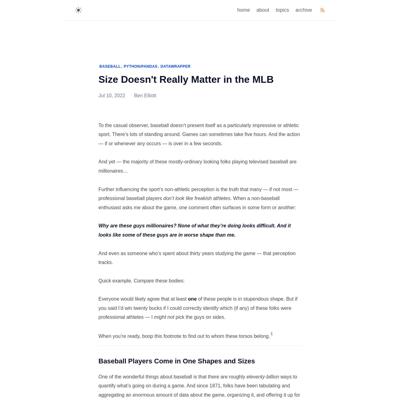 home about topics archive
BASEBALL, PYTHON/PANDAS, DATAWRAPPER
Size Doesn't Really Matter in the MLB
Jul 10, 2022 Ben Elliott
To the casual observer, baseball doesn't present itself as a particularly impressive or athletic
sport. There's lots of standing around. Games can sometimes take five hours. And the action
— if or whenever any occurs — is over in a few seconds.
And yet — the majority of these mostly-ordinary looking folks playing televised baseball are
millionaires…
Further influencing the sport's non-athletic perception is the truth that many — if not most —
professional baseball players don't look like freakish athletes. When a non-baseball
enthusiast asks me about the game, one comment often surfaces in some form or another:
Why are these guys millionaires? None of what they're doing looks difficult. And it
looks like some of these guys are in worse shape than me.
And even as someone who's spent about thirty years studying the game — that perception
tracks.
Quick example. Compare these bodies:
Everyone would likely agree that at least one of these people is in stupendous shape. But if
you said I'd win twenty bucks if I could correctly identify which (if any) of these folks were
professional athletes — I might not pick the guys on sides.
When you're ready, boop this footnote to find out to whom these torsos belong.1
Baseball Players Come in One Shapes and Sizes
One of the wonderful things about baseball is that there are roughly eleventy-billion ways to
quantify what's going on during a game. And since 1871, folks have been tabulating and
aggregating an enormous amount of data about the game, organizing it, and offering it up for